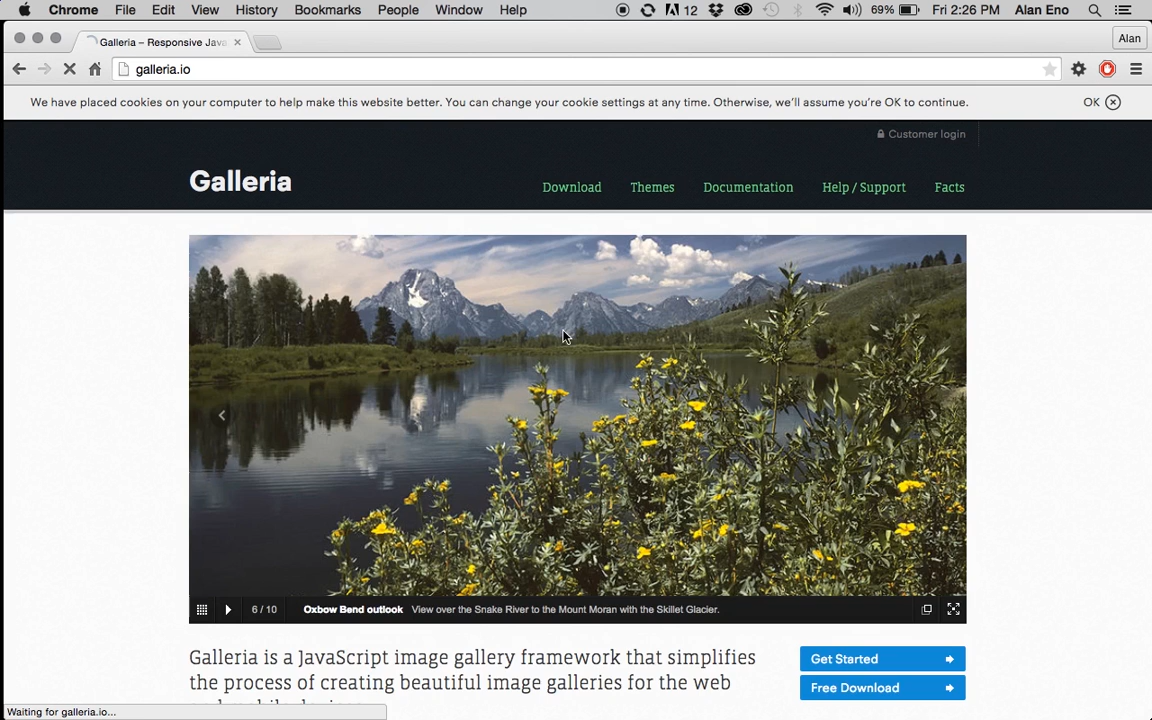 Chrome File Edit View History Bookmarks People Window Help 12 69% Fri 2:26 PM Alan Eno
Galleria – Responsive Java
Alan
galleria.io
We have placed cookies on your computer to help make this website better. You can change your cookie settings at any time. Otherwise, we'll assume you're OK to continue.
OK
Customer login
Galleria
Download Themes Documentation Help / Support Facts
6 / 10 Oxbow Bend outlook View over the Snake River to the Mount Moran with the Skillet Glacier.
Galleria is a JavaScript image gallery framework that simplifies
the process of creating beautiful image galleries for the web
Get Started
Free Download
Waiting for galleria.io...